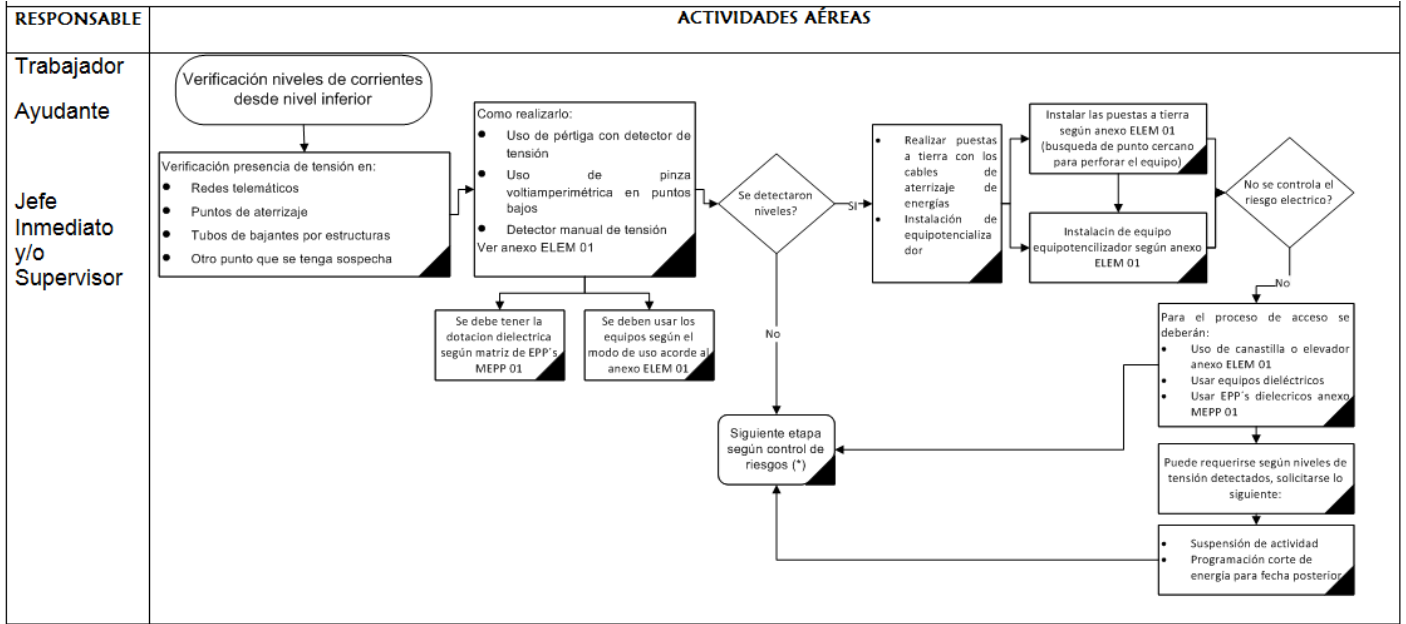 RESPONSABLE
ACTIVIDADES AÉREAS
Trabajador
Ayudante
Jefe
Inmediato
y/o
Supervisor
Verificación niveles de corrientes
desde nivel inferior
Verificación presencia de tensión en:
● Redes telemáticos
● Puntos de aterrizaje
● Tubos de bajantes por estructuras
● Otro punto que se tenga sospecha
Como realizarlo:
● Uso de pértiga con detector de
tensión
● Uso de pinza
voltiamperimétrica en puntos
bajos
● Detector manual de tensión
Ver anexo ELEM 01
Se debe tener la
dotacion dielectrica
según matriz de EPP´s
MEPP 01
Se deben usar los
equipos según el
modo de uso acorde al
anexo ELEM 01
Se detectaron
niveles?
SI
No
• Realizar puestas
a tierra con los
cables de
aterrizaje de
energías
• Instalación de
equipotencializa
dor
Instalar las puestas a tierra
según anexo ELEM 01
(busqueda de punto cercano
para perforar el equipo)
Instalacin de equipo
equipotencilizador según anexo
ELEM 01
No se controla el
riesgo electrico?
No
Para el proceso de acceso se
deberán:
• Uso de canastilla o elevador
anexo ELEM 01
• Usar equipos dieléctricos
• Usar EPP´s dielecricos anexo
MEPP 01
Siguiente etapa
según control de
riesgos (*)
Puede requerirse según niveles de
tensión detectados, solicitarse lo
siguiente:
• Suspensión de actividad
• Programación corte de
energía para fecha posterior